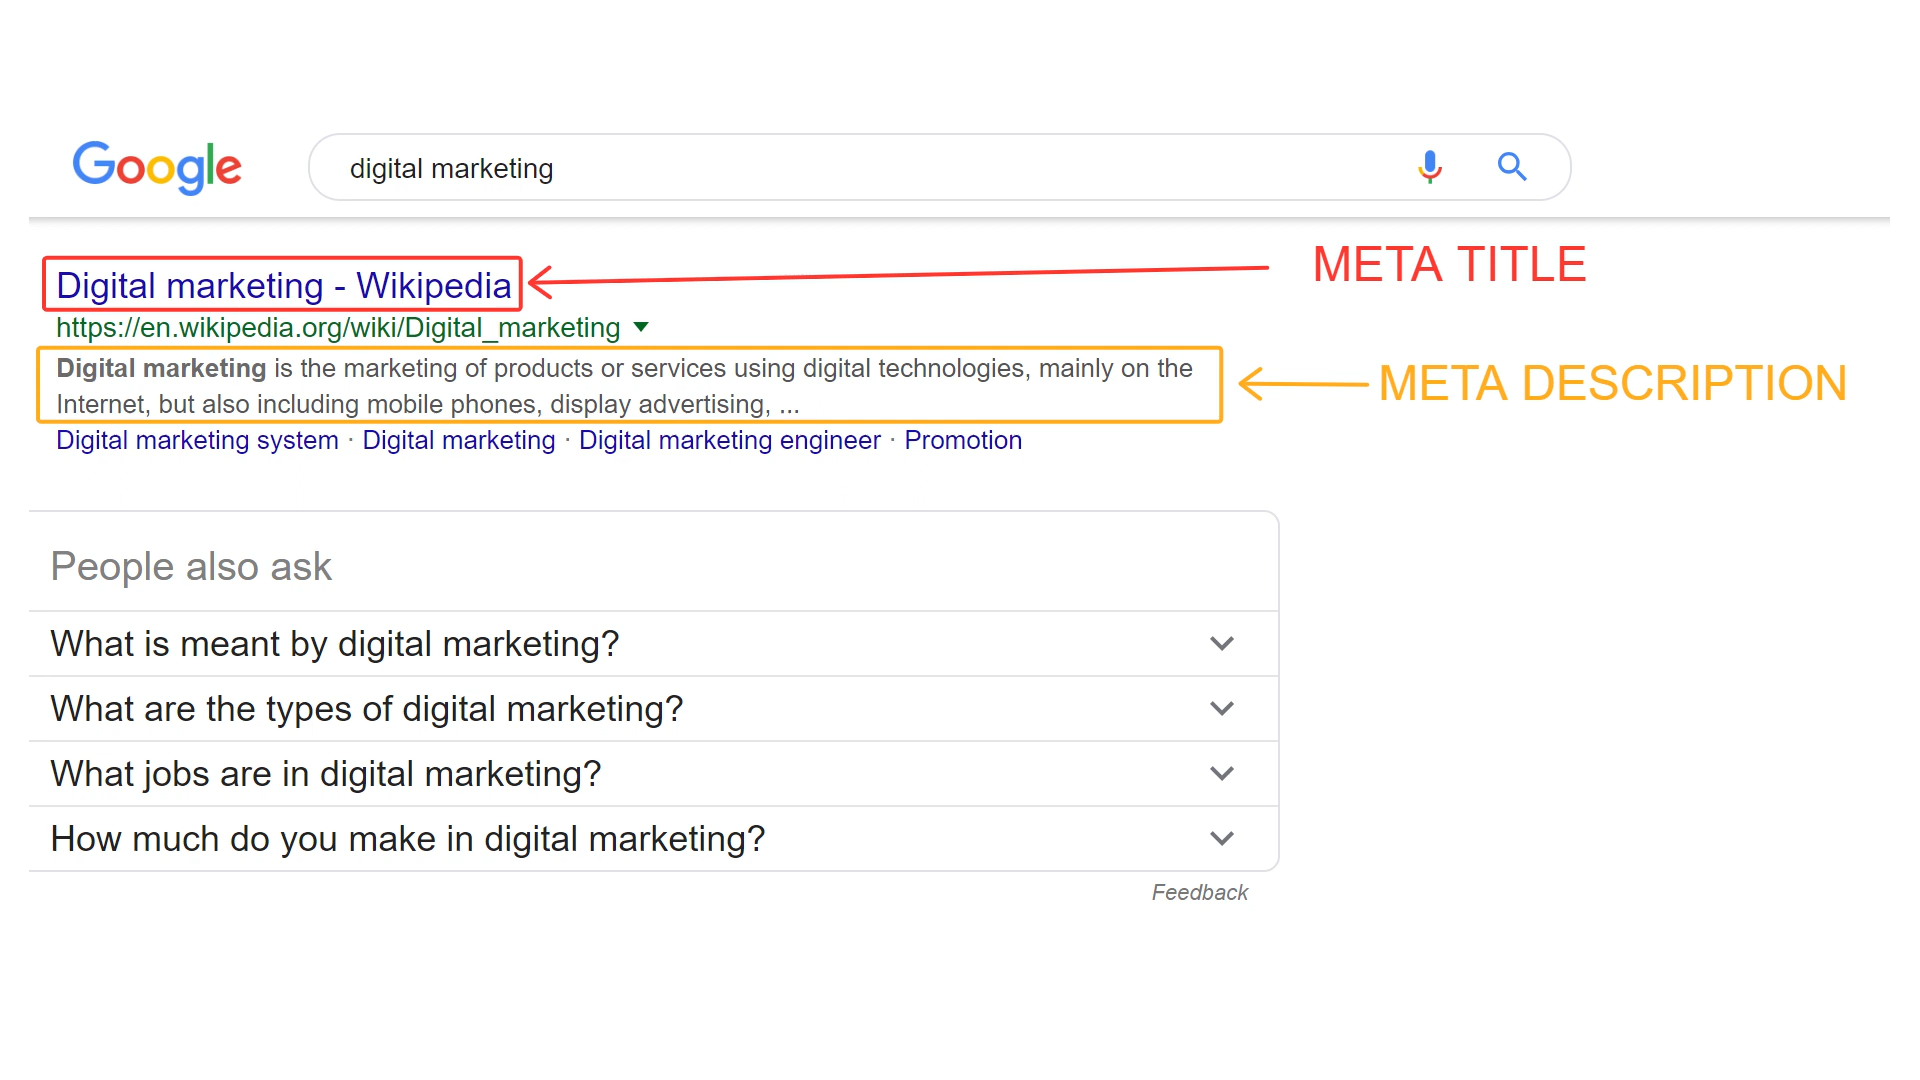 Google
digital marketing
META TITLE
Digital marketing - Wikipedia
https://en.wikipedia.org/wiki/Digital_marketing
Digital marketing is the marketing of products or services using digital technologies, mainly on the
Internet, but also including mobile phones, display advertising, ...
META DESCRIPTION
Digital marketing system · Digital marketing · Digital marketing engineer · Promotion
People also ask
What is meant by digital marketing?
What are the types of digital marketing?
What jobs are in digital marketing?
How much do you make in digital marketing?
Feedback